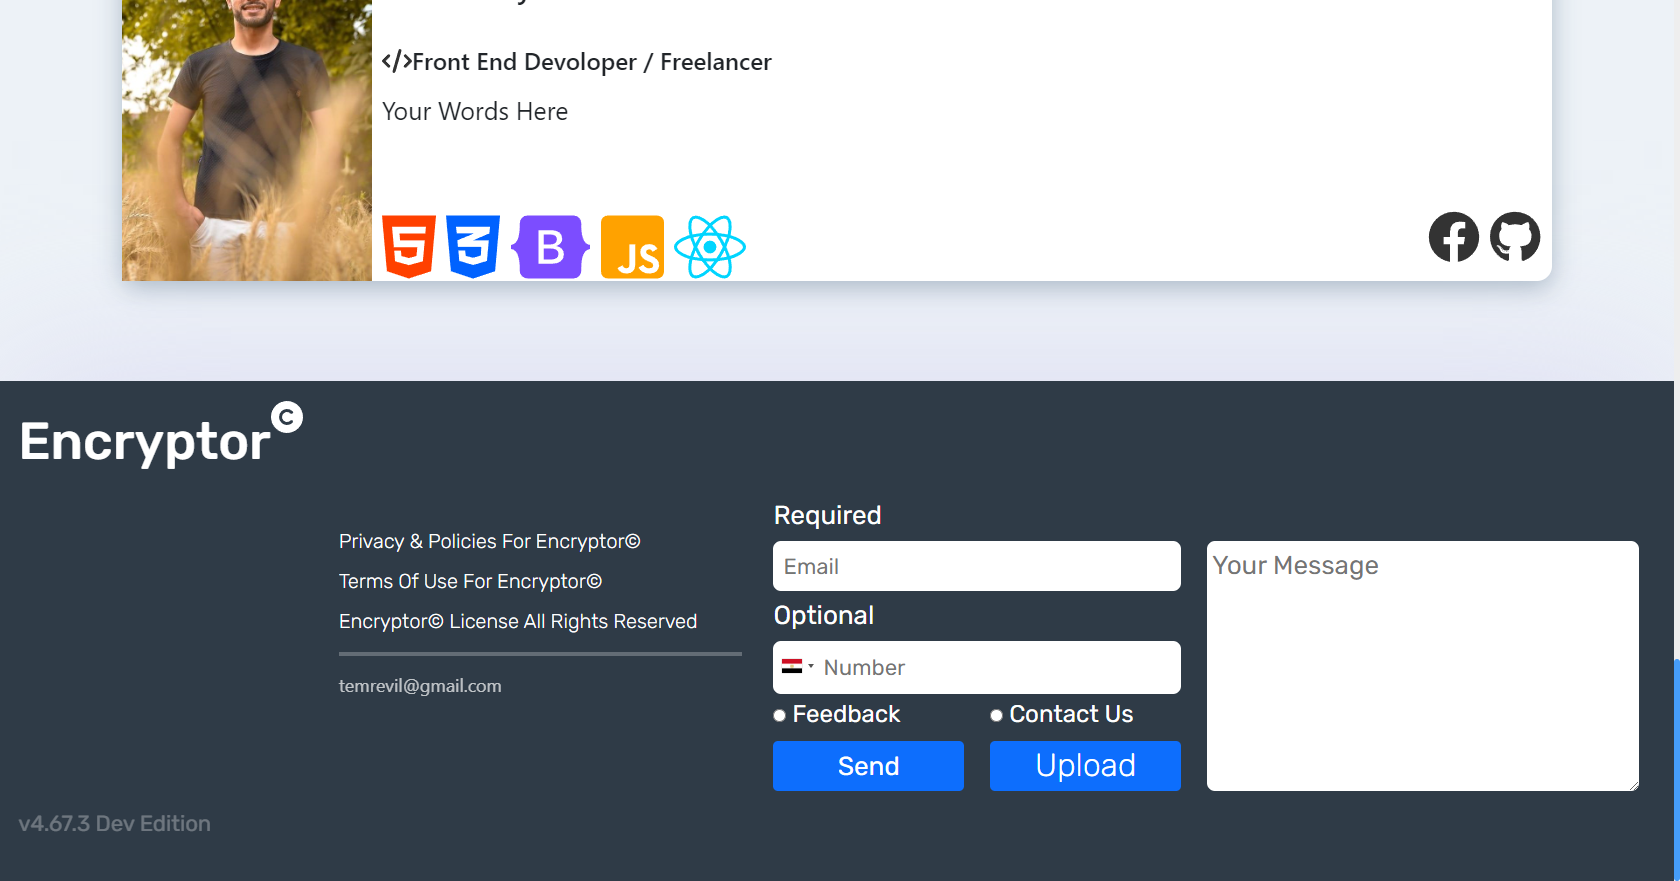 </>Front End Devoloper / Freelancer
Your Words Here
5 3 B JS
Encryptor©
Privacy & Policies For Encryptor©
Terms Of Use For Encryptor©
Encryptor© License All Rights Reserved
temrevil@gmail.com
Required
Email
Optional
Number
Feedback
Contact Us
Send
Upload
Your Message
v4.67.3 Dev Edition